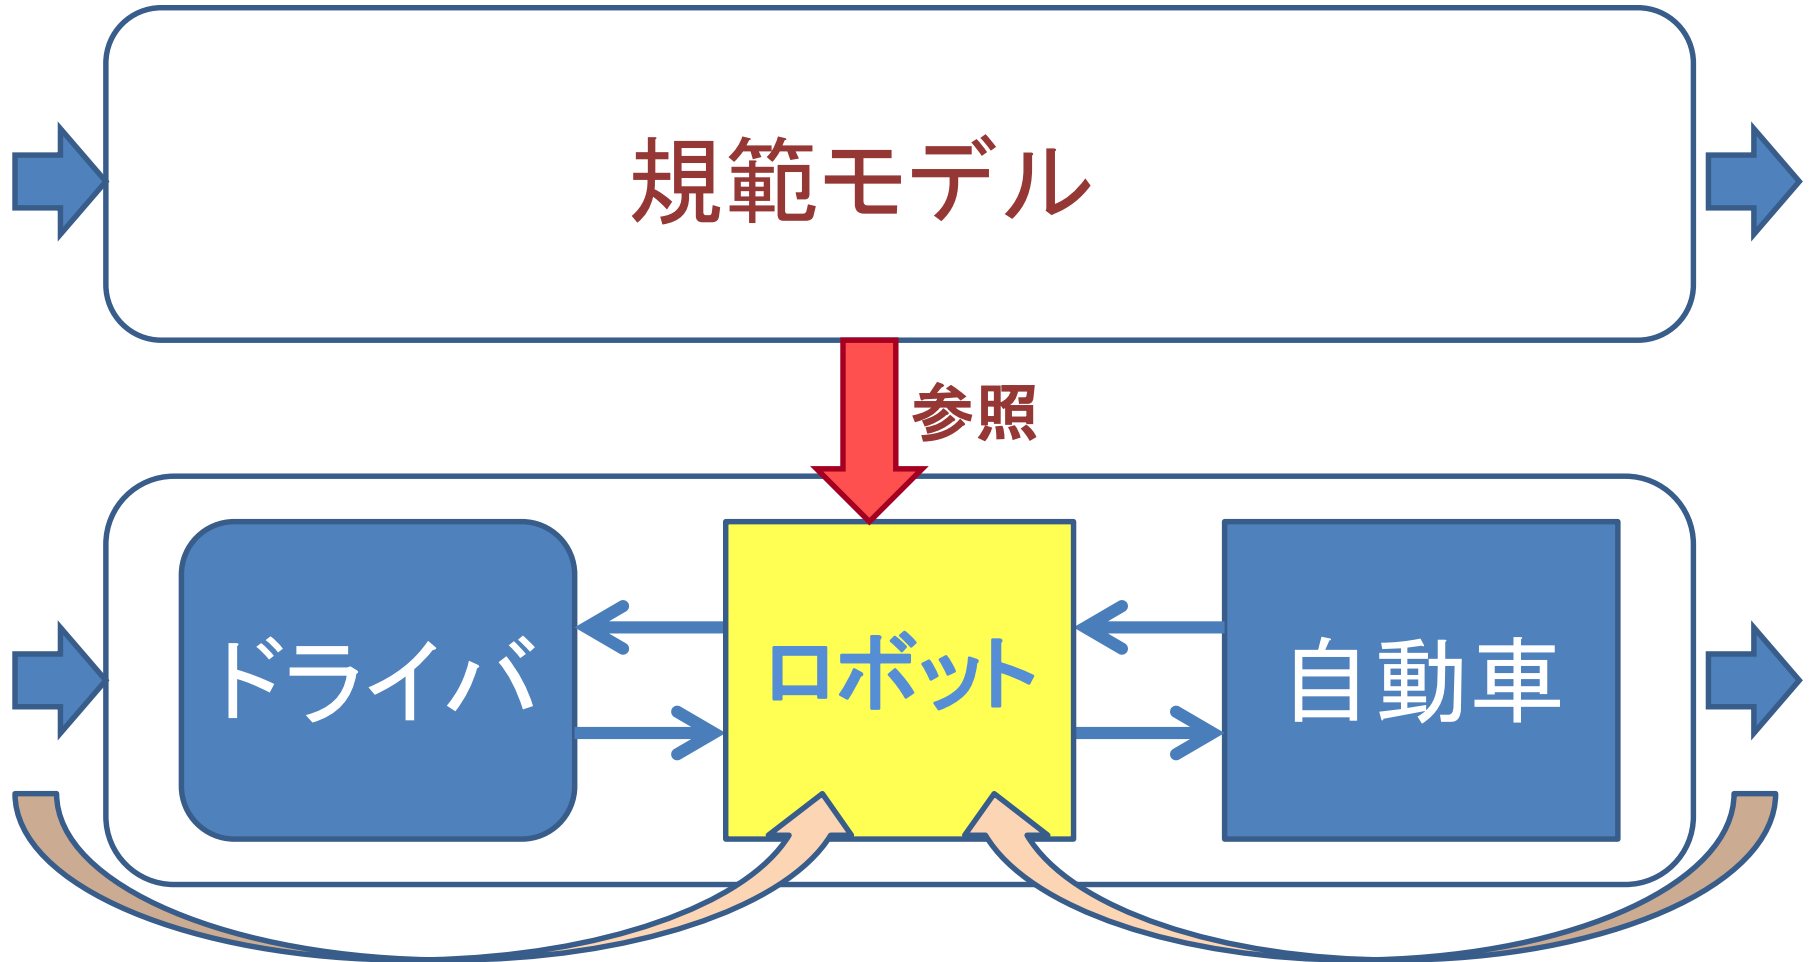 規範モデル
参照
ドライバ
ロボット
自動車